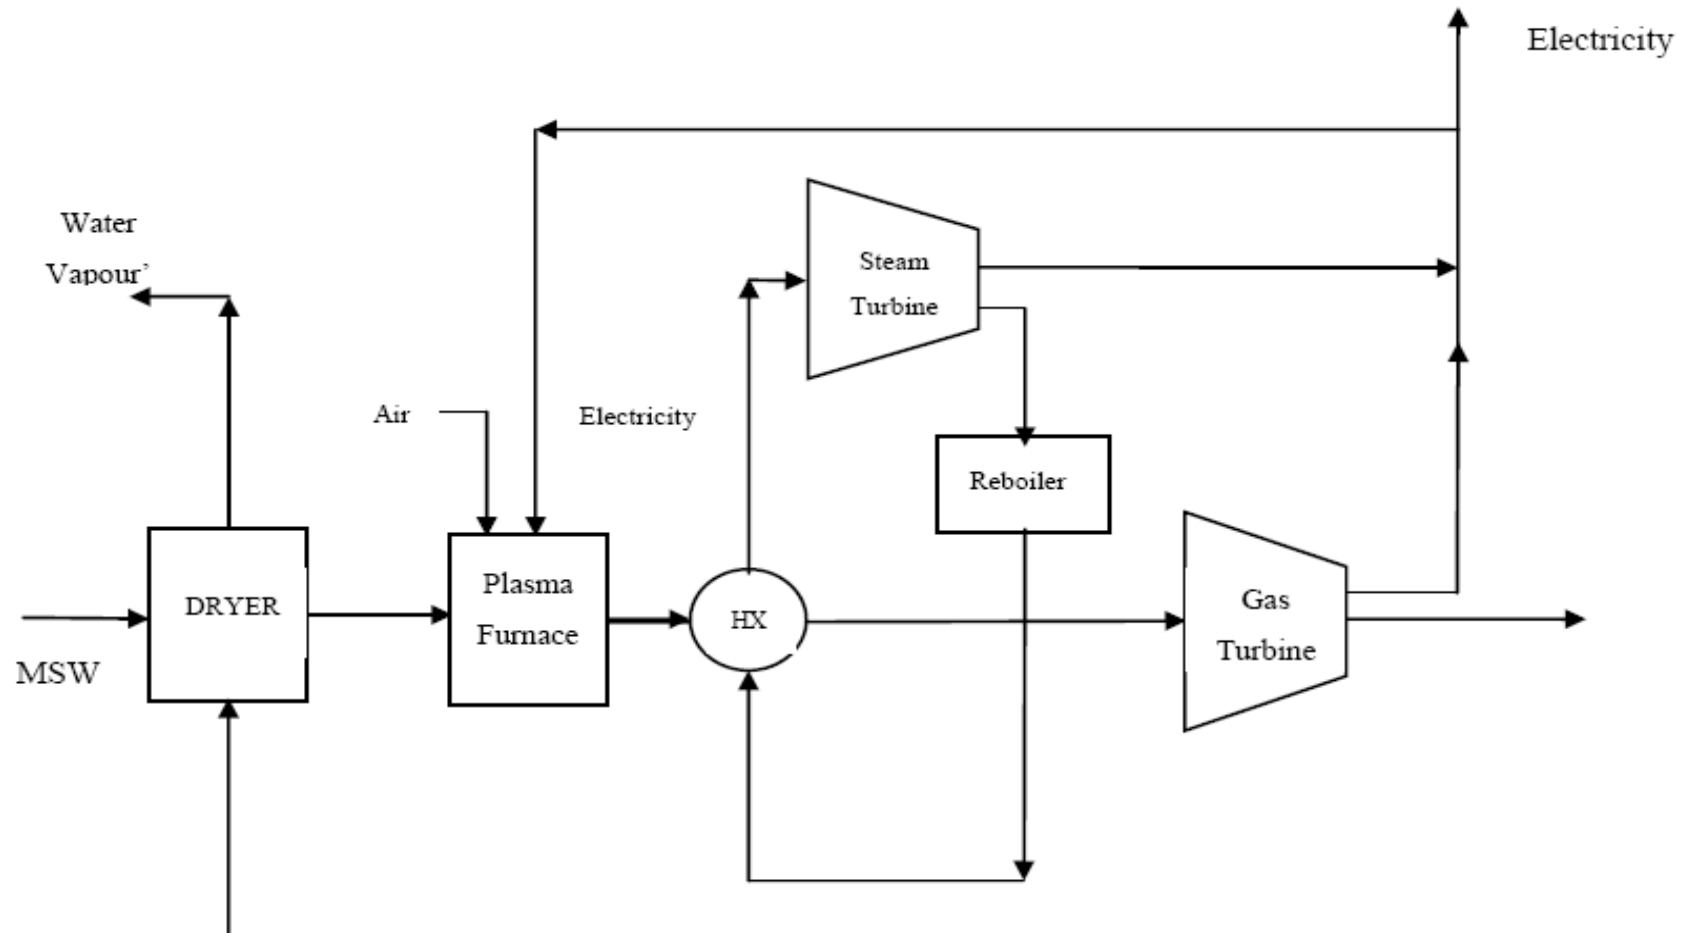 Electricity
Water
Vapour’
Steam
Turbine
Air
Electricity
Reboiler
DRYER
Plasma
Furnace
HX
Gas
Turbine
MSW